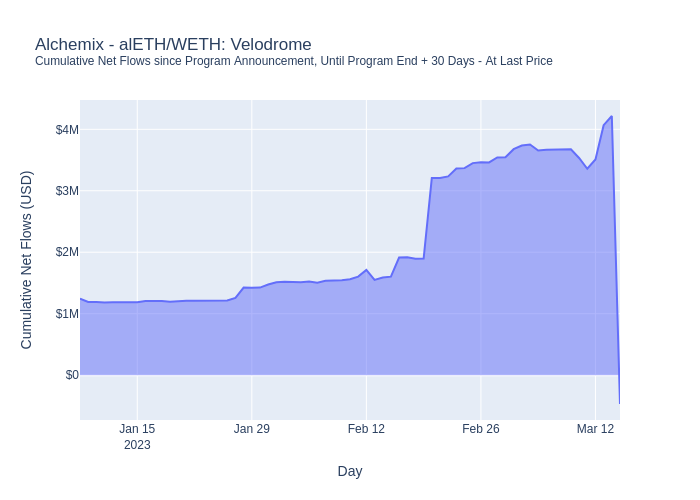 Alchemix - alETH/WETH: Velodrome
Cumulative Net Flows since Program Announcement, Until Program End + 30 Days - At Last Price
Cumulative Net Flows (USD)
$4M
$3M
$2M
$1M
$0
Jan 15 Jan 29 Feb 12 Feb 26 Mar 12
2023
Day